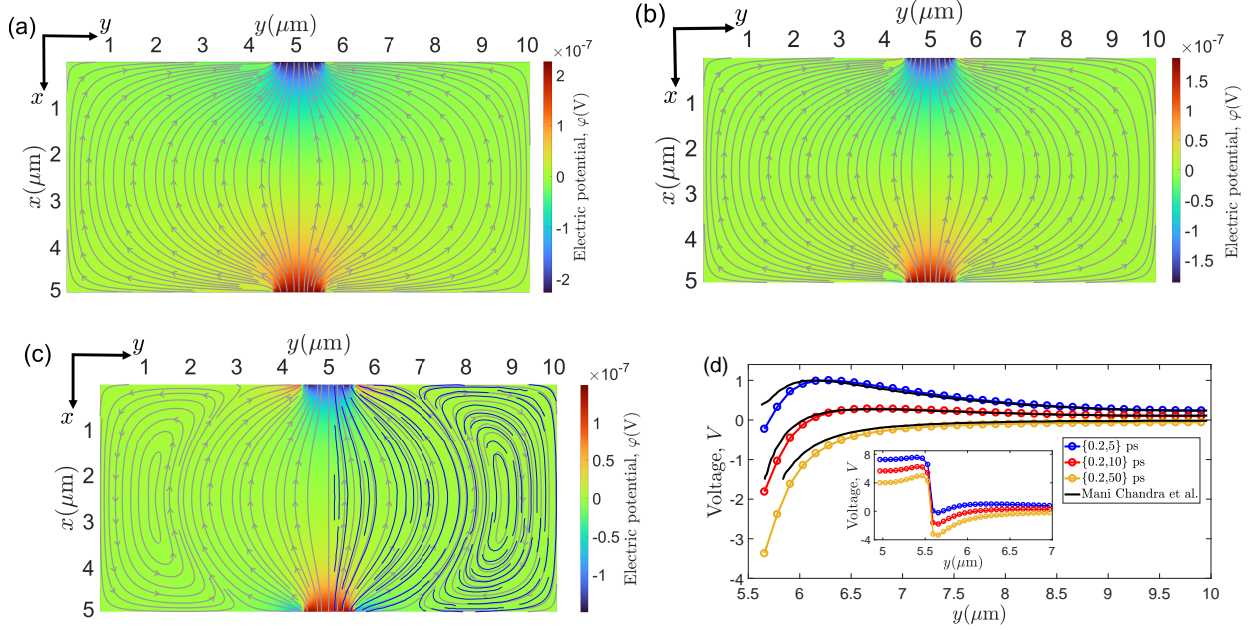 (a)
y
y(μm)
1 2 3 4 5 6 7 8 9 10
x
x(μm)
1
2
3
4
5
×10⁻⁷
2
1
0
-1
-2
Electric potential, φ(V)
(b)
y
y(μm)
1 2 3 4 5 6 7 8 9 10
x
x(μm)
1
2
3
4
5
×10⁻⁷
1.5
1
0.5
0
-0.5
-1
-1.5
Electric potential, φ(V)
(c)
y
y(μm)
1 2 3 4 5 6 7 8 9 10
x
x(μm)
1
2
3
4
5
×10⁻⁷
1
0.5
0
-0.5
-1
Electric potential, φ(V)
(d)
Voltage, V
1
0
-1
-2
-3
-4
5.5 6 6.5 7 7.5 8 8.5 9 9.5 10
y(μm)
{0.2,5} ps
{0.2,10} ps
{0.2,50} ps
Mani Chandra et al.
Voltage, V
8
4
0
-4
5 5.5 6 6.5 7
y(μm)